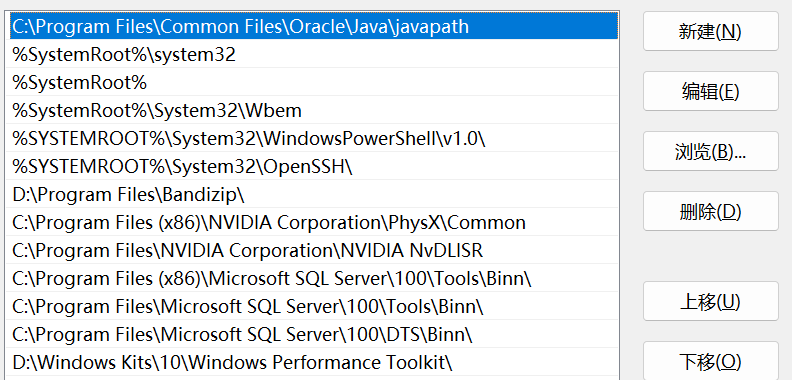 C:\Program Files\Common Files\Oracle\Java\javapath
%SystemRoot%\system32
%SystemRoot%
%SystemRoot%\System32\Wbem
%SYSTEMROOT%\System32\WindowsPowerShell\v1.0\
%SYSTEMROOT%\System32\OpenSSH\
D:\Program Files\Bandizip\
C:\Program Files (x86)\NVIDIA Corporation\PhysX\Common
C:\Program Files\NVIDIA Corporation\NVIDIA NvDLISR
C:\Program Files (x86)\Microsoft SQL Server\100\Tools\Binn\
C:\Program Files\Microsoft SQL Server\100\Tools\Binn\
C:\Program Files\Microsoft SQL Server\100\DTS\Binn\
D:\Windows Kits\10\Windows Performance Toolkit\
新建(N)
编辑(E)
浏览(B)...
删除(D)
上移(U)
下移(O)